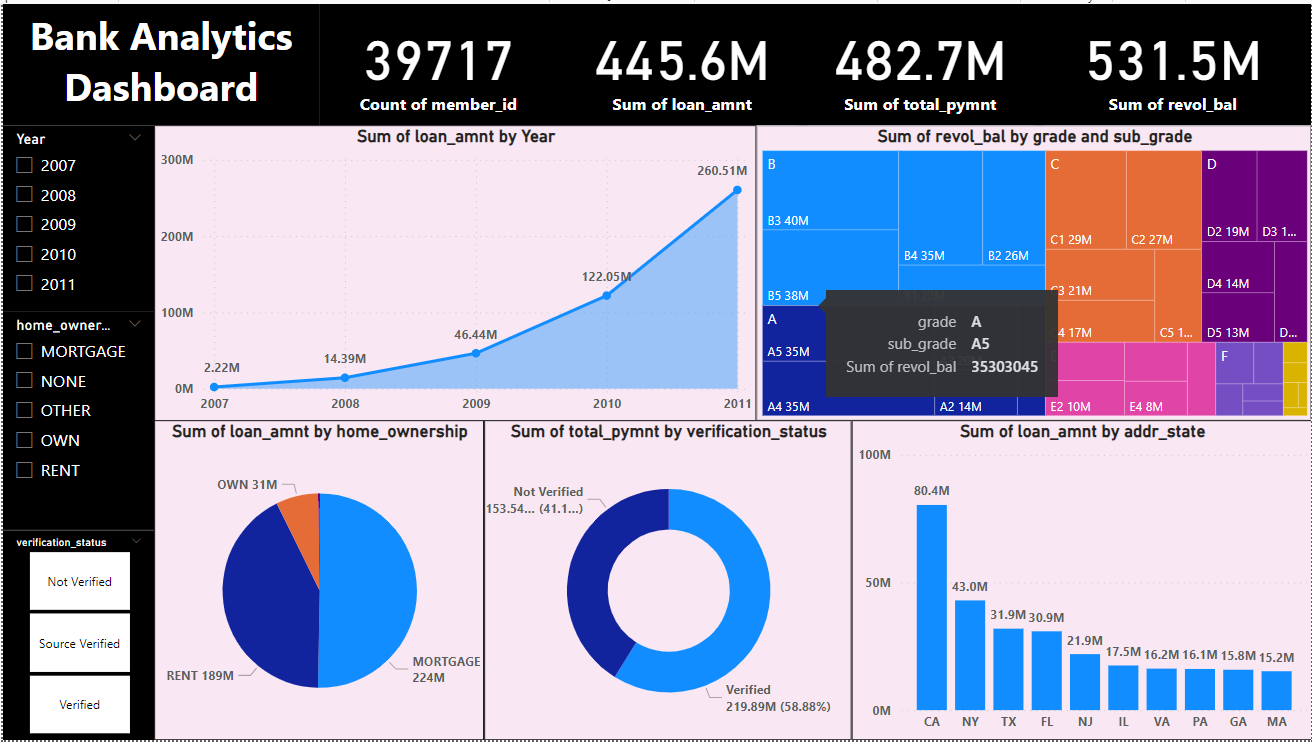 Bank Analytics
Dashboard
39717
Count of member_id
445.6M
Sum of loan_amnt
482.7M
Sum of total_pymnt
531.5M
Sum of revol_bal
Year
2007
2008
2009
2010
2011
home_owner...
MORTGAGE
NONE
OTHER
OWN
RENT
verification_status
Not Verified
Source Verified
Verified
Sum of loan_amnt by Year
300M
200M
100M
0M
2.22M
14.39M
46.44M
122.05M
260.51M
2007
2008
2009
2010
2011
Sum of revol_bal by grade and sub_grade
B
B3 40M
B5 38M
B4 35M
B2 26M
A
A5 35M
A4 35M
A2 14M
C
C1 29M
C2 27M
C3 21M
C4 17M
C5 1...
D
D2 19M
D3 1...
D4 14M
D5 13M
D...
E2 10M
E4 8M
F
grade A
sub_grade A5
Sum of revol_bal 35303045
Sum of loan_amnt by home_ownership
OWN 31M
RENT 189M
MORTGAGE
224M
Sum of total_pymnt by verification_status
Not Verified
153.54... (41.1...)
Verified
219.89M (58.88%)
Sum of loan_amnt by addr_state
100M
50M
0M
80.4M
43.0M
31.9M
30.9M
21.9M
17.5M
16.2M
16.1M
15.8M
15.2M
CA
NY
TX
FL
NJ
IL
VA
PA
GA
MA